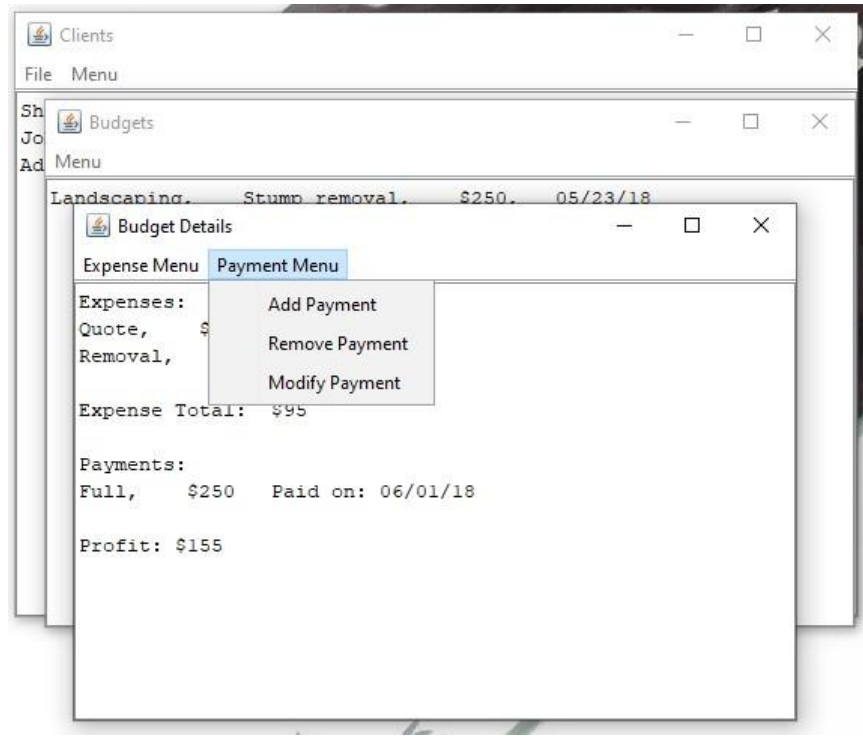 Clients
File Menu
Sh
Jo
Ad
Budgets
Menu
Landscaping, Stump removal, $250, 05/23/18
Budget Details
Expense Menu Payment Menu
Add Payment
Remove Payment
Modify Payment
Expenses:
Quote, $
Removal,
Expense Total: $95
Payments:
Full, $250 Paid on: 06/01/18
Profit: $155